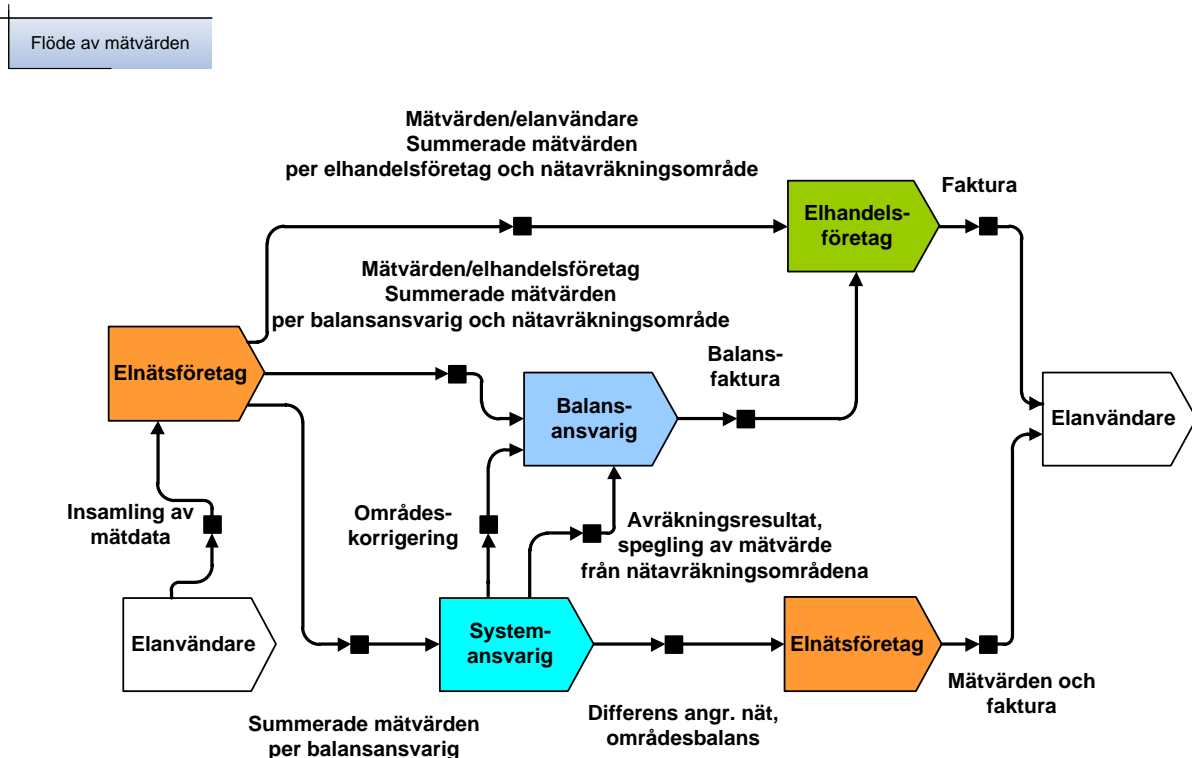 Flöde av mätvärden
Mätvärden/elanvändare
Summerade mätvärden
per elhandelsföretag och nätavräkningsområde
Faktura
Elhandels-
företag
Mätvärden/elhandelsföretag
Summerade mätvärden
per balansansvarig och nätavräkningsområde
Elnätsföretag
Balans-
faktura
Balans-
ansvarig
Elanvändare
Insamling av
mätdata
Områdes-
korrigering
Avräkningsresultat,
spegling av mätvärde
från nätavräkningsområdena
Elanvändare
System-
ansvarig
Elnätsföretag
Mätvärden och
faktura
Summerade mätvärden
per balansansvarig
Differens angr. nät,
områdesbalans